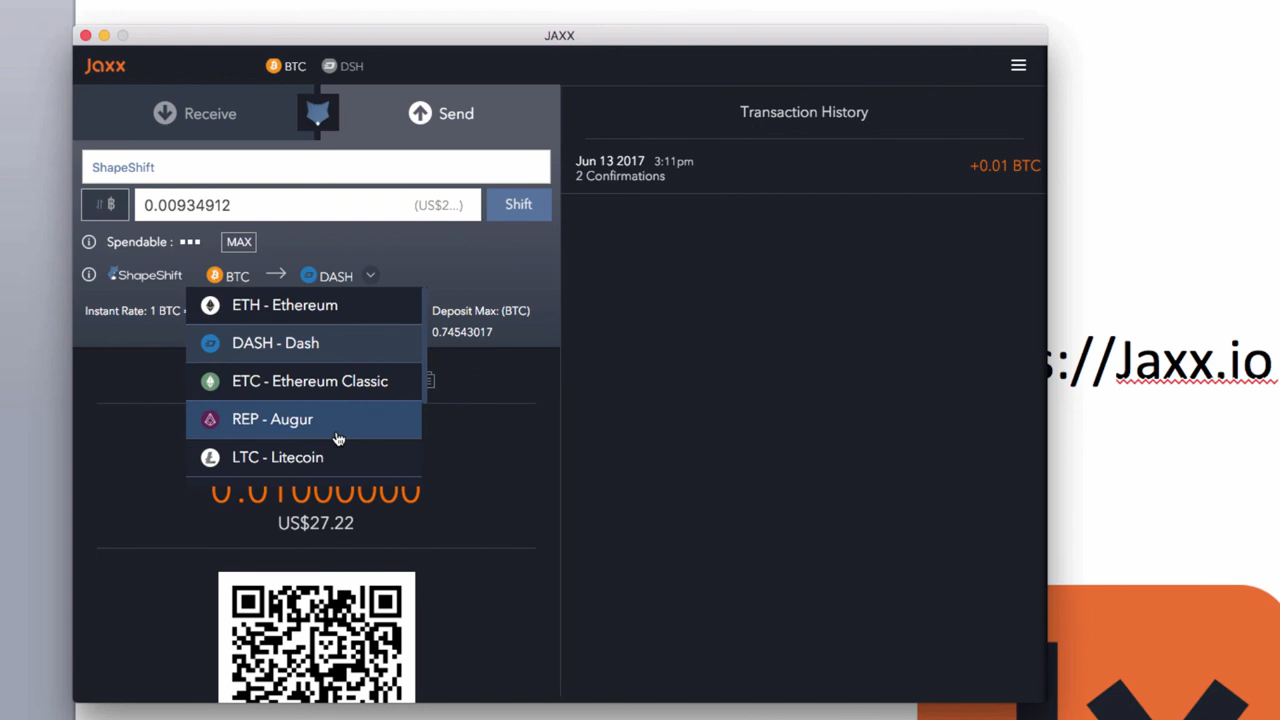 JAXX
Jaxx
BTC
DSH
Receive
Send
Transaction History
ShapeShift
Jun 13 2017 3:11pm
+0.01 BTC
2 Confirmations
0.00934912
(US$2...)
Shift
Spendable :
MAX
ShapeShift
BTC
DASH
Instant Rate: 1 BTC
Deposit Max: (BTC)
0.74543017
ETH - Ethereum
DASH - Dash
ETC - Ethereum Classic
REP - Augur
LTC - Litecoin
0.01000000
US$27.22
s://Jaxx.io